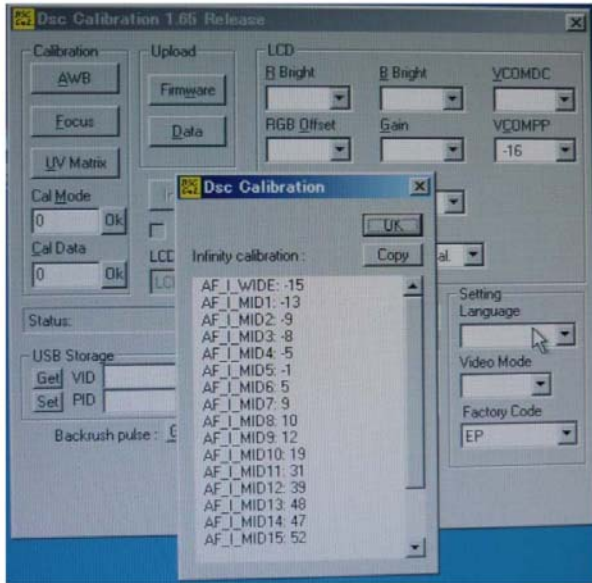 Dsc Calibration 1.65 Release
Calibration
AWB
Focus
UV Matrix
Cal Mode
0
Ok
Cal Data
0
Ok
Upload
Firmware
Data
LCD
R Bright
B Bright
VCOMDC
RGB Offset
Gain
VCOMPP
-16
LCD
Status:
USB Storage
Get VID
Set PID
Backrush pulse :
Setting
Language
Video Mode
Factory Code
EP
Dsc Calibration
OK
Infinity calibration :
Copy
AF_I_WIDE: -15
AF_I_MID1: -13
AF_I_MID2: -9
AF_I_MID3: -8
AF_I_MID4: -5
AF_I_MID5: -1
AF_I_MID6: 5
AF_I_MID7: 9
AF_I_MID8: 10
AF_I_MID9: 12
AF_I_MID10: 19
AF_I_MID11: 31
AF_I_MID12: 39
AF_I_MID13: 48
AF_I_MID14: 47
AF_I_MID15: 52